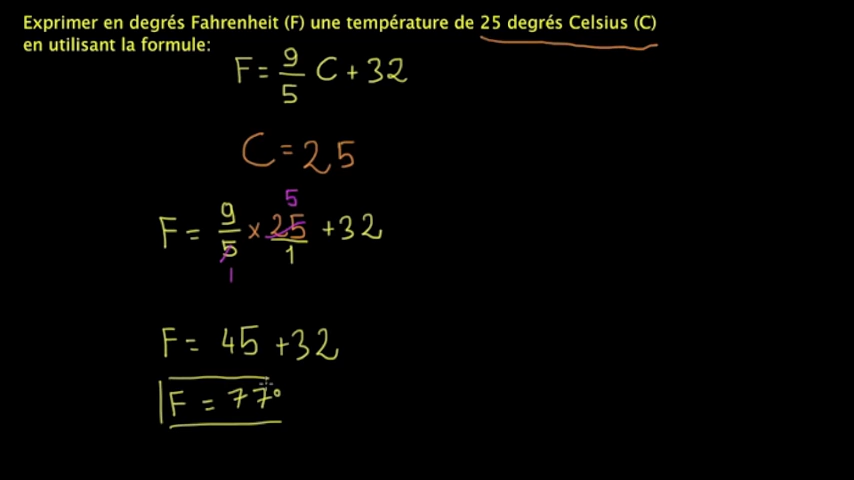 Exprimer en degrés Fahrenheit (F) une température de 25 degrés Celsius (C)
en utilisant la formule:
F = 9/5 C + 32
C = 25
5
F = 9/5 × 25/1 + 32
1
F = 45 + 32
F = 77°